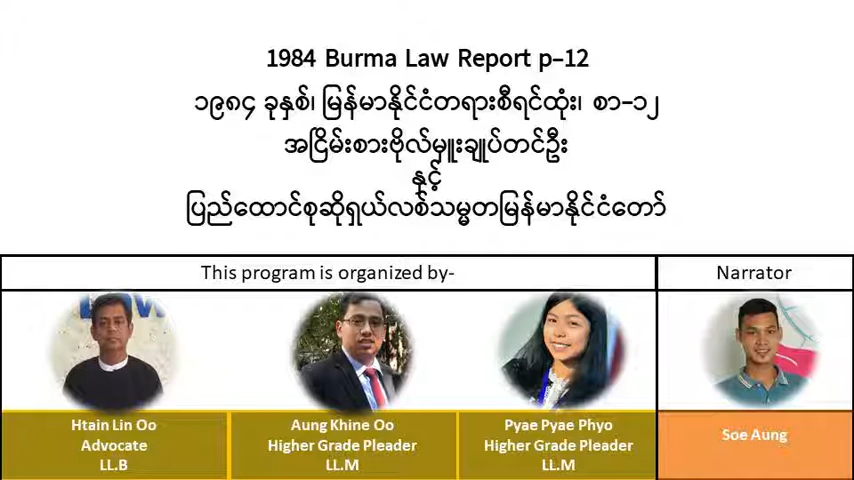 1984 Burma Law Report p-12
၁၉၈၄ ခုနှစ်၊ မြန်မာနိုင်ငံတရားစီရင်ထုံး၊ စာ-၁၂
အငြိမ်းစားဗိုလ်မှူးချုပ်တင်ဦး
နှင့်
ပြည်ထောင်စုဆိုရှယ်လစ်သမ္မတမြန်မာနိုင်ငံတော်
This program is organized by-
Narrator
Htain Lin Oo
Advocate
LL.B
Aung Khine Oo
Higher Grade Pleader
LL.M
Pyae Pyae Phyo
Higher Grade Pleader
LL.M
Soe Aung